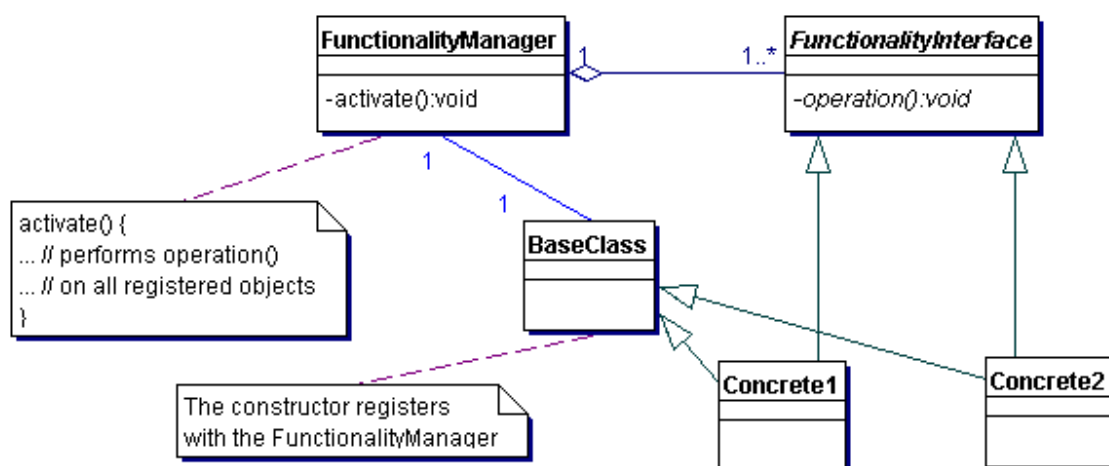 FunctionalityManager
-activate():void
1
1..*
FunctionalityInterface
-operation():void
1
1
activate() {
... // performs operation()
... // on all registered objects
}
BaseClass
The constructor registers
with the FunctionalityManager
Concrete1
Concrete2